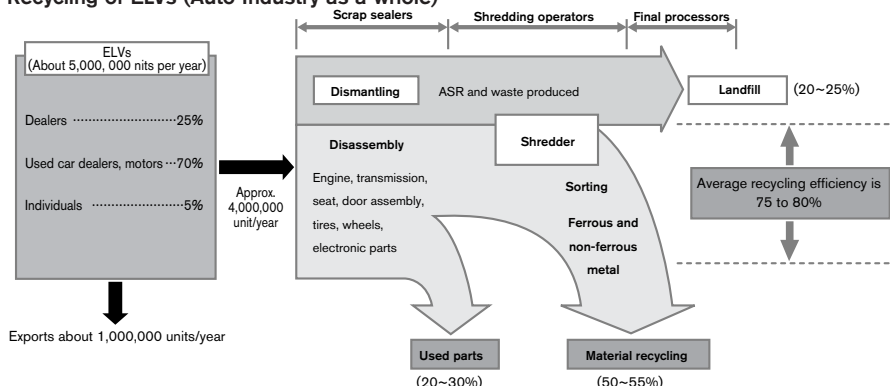 Recycling of ELVs (Auto industry as a whole)
Scrap sealers
Shredding operators
Final processors
ELVs
(About 5,000, 000 nits per year)
Dealers ····························25%
Used car dealers, motors ···70%
Individuals ························5%
Exports about 1,000,000 units/year
Approx.
4,000,000
unit/year
Dismantling
ASR and waste produced
Landfill
(20~25%)
Disassembly
Engine, transmission,
seat, door assembly,
tires, wheels,
electronic parts
Shredder
Sorting
Ferrous and
non-ferrous
metal
Average recycling efficiency is
75 to 80%
Used parts
(20~30%)
Material recycling
(50~55%)